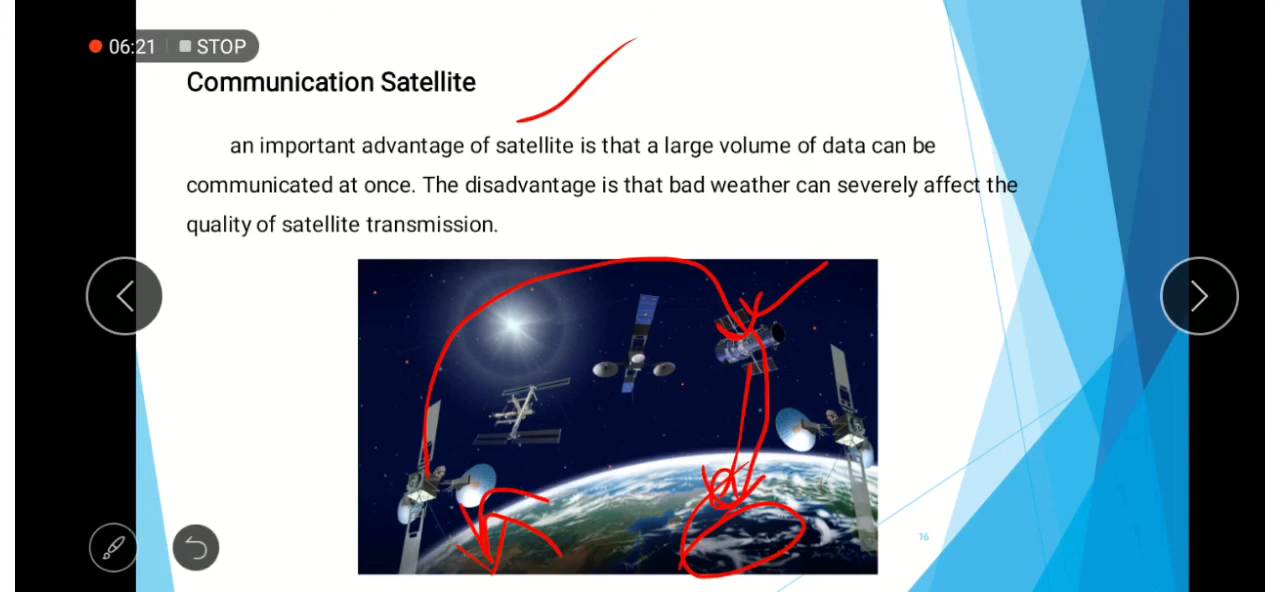 06:21 STOP
Communication Satellite
an important advantage of satellite is that a large volume of data can be
communicated at once. The disadvantage is that bad weather can severely affect the
quality of satellite transmission.
16